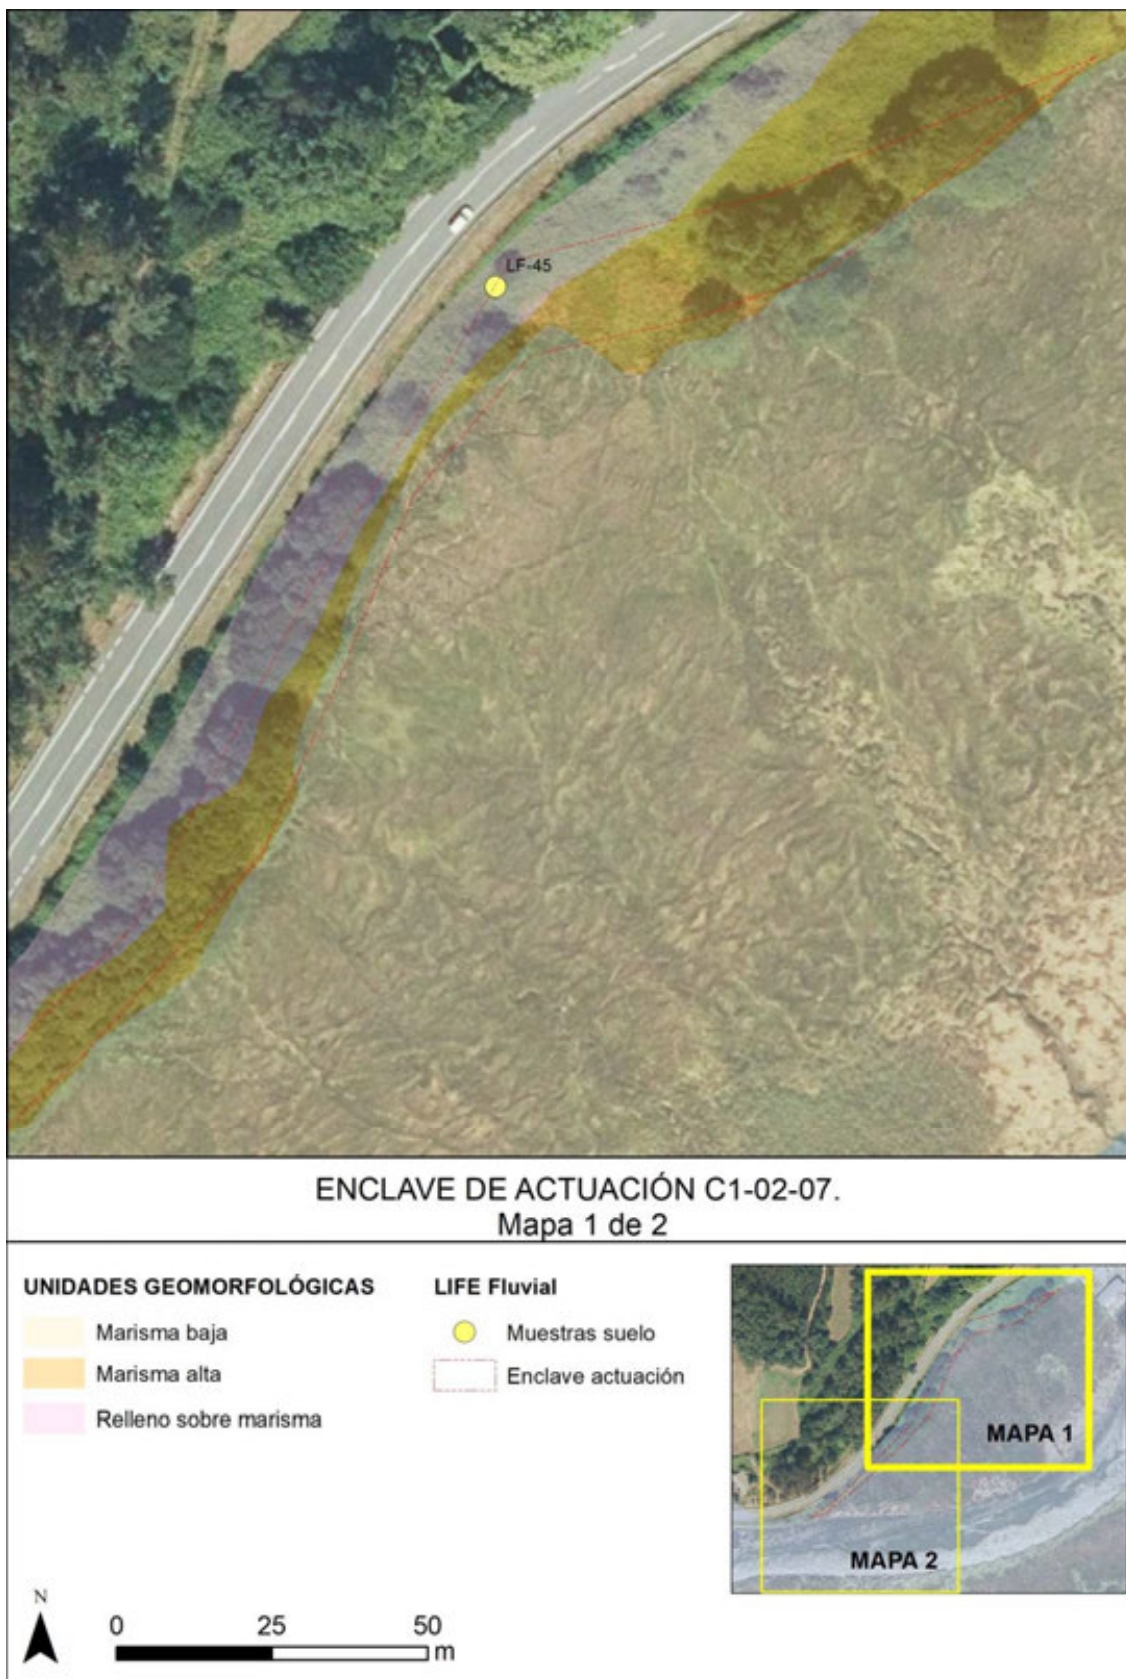 LF-45
ENCLAVE DE ACTUACIÓN C1-02-07.
Mapa 1 de 2
UNIDADES GEOMORFOLÓGICAS
Marisma baja
Marisma alta
Relleno sobre marisma
LIFE Fluvial
Muestras suelo
Enclave actuación
MAPA 1
MAPA 2
N
0 25 50
m